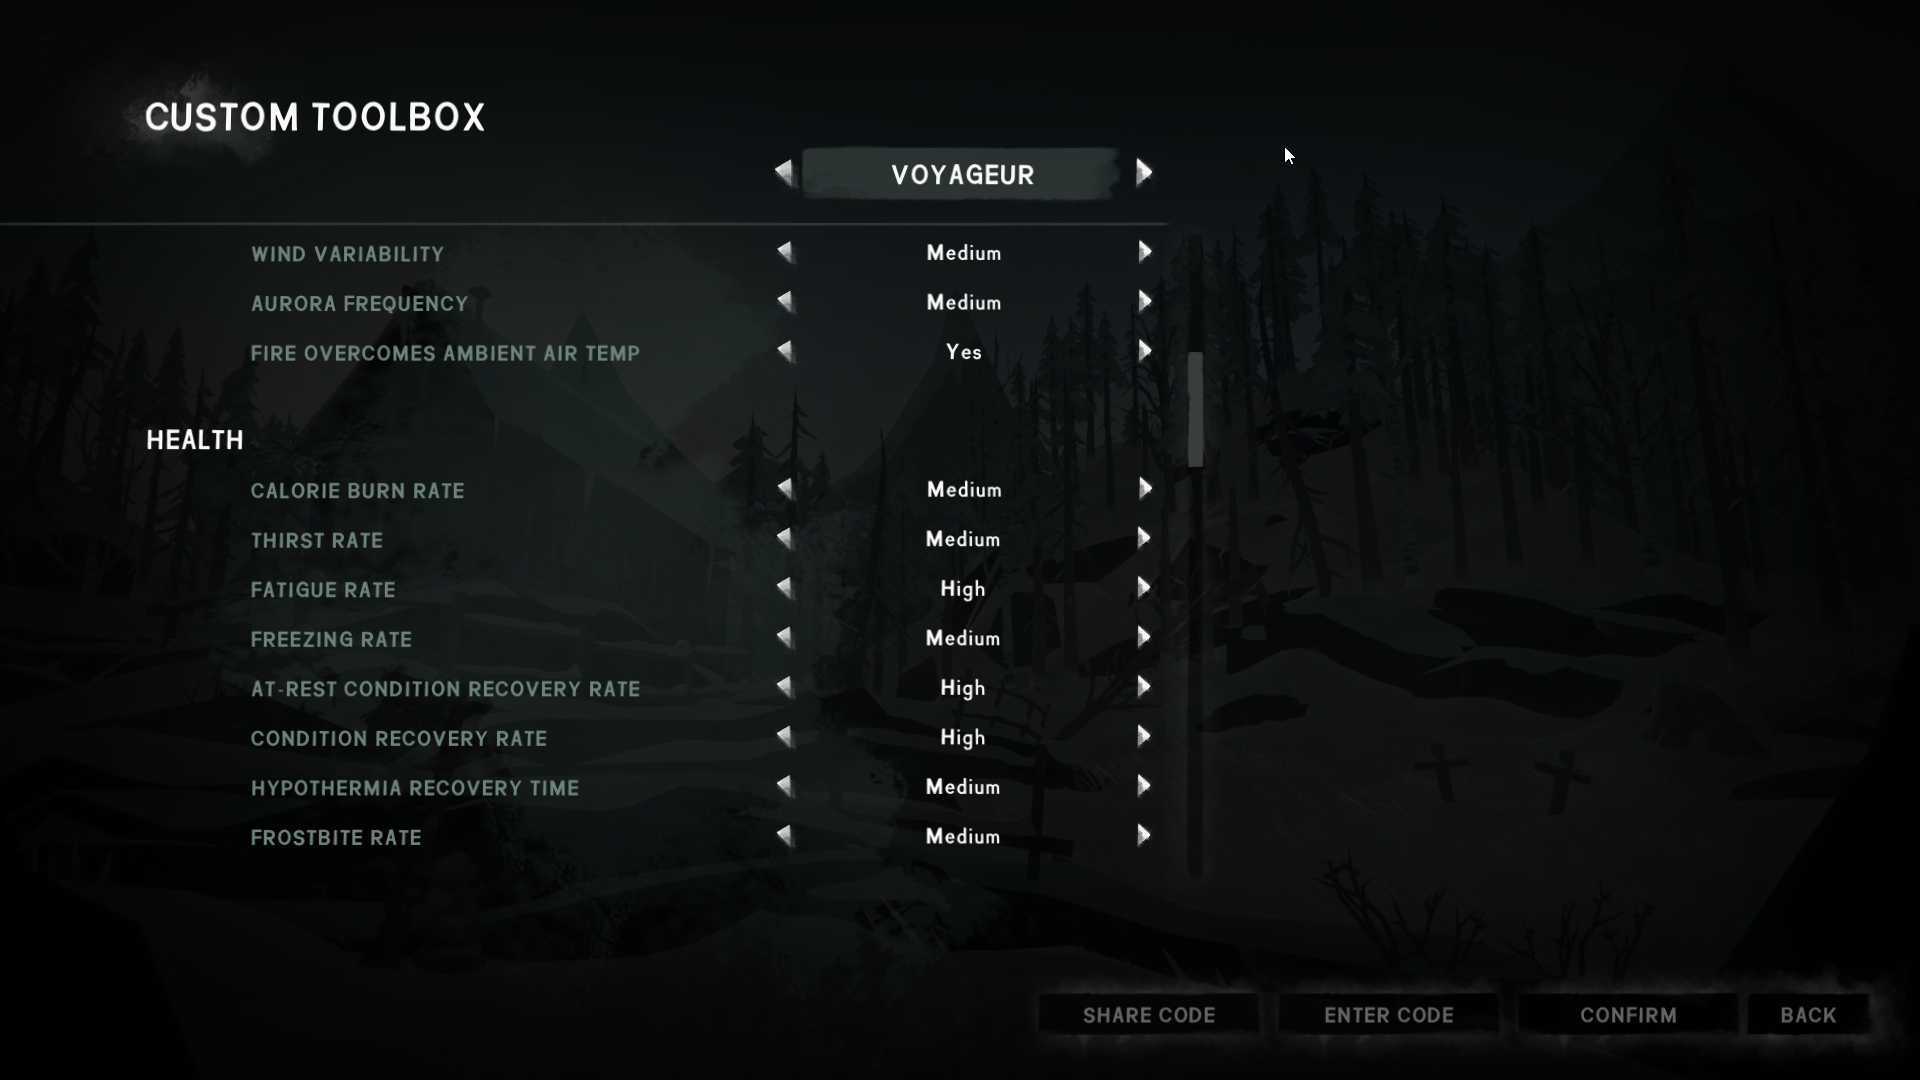 CUSTOM TOOLBOX
VOYAGEUR
WIND VARIABILITY Medium
AURORA FREQUENCY Medium
FIRE OVERCOMES AMBIENT AIR TEMP Yes
HEALTH
CALORIE BURN RATE Medium
THIRST RATE Medium
FATIGUE RATE High
FREEZING RATE Medium
AT-REST CONDITION RECOVERY RATE High
CONDITION RECOVERY RATE High
HYPOTHERMIA RECOVERY TIME Medium
FROSTBITE RATE Medium
SHARE CODE ENTER CODE CONFIRM BACK